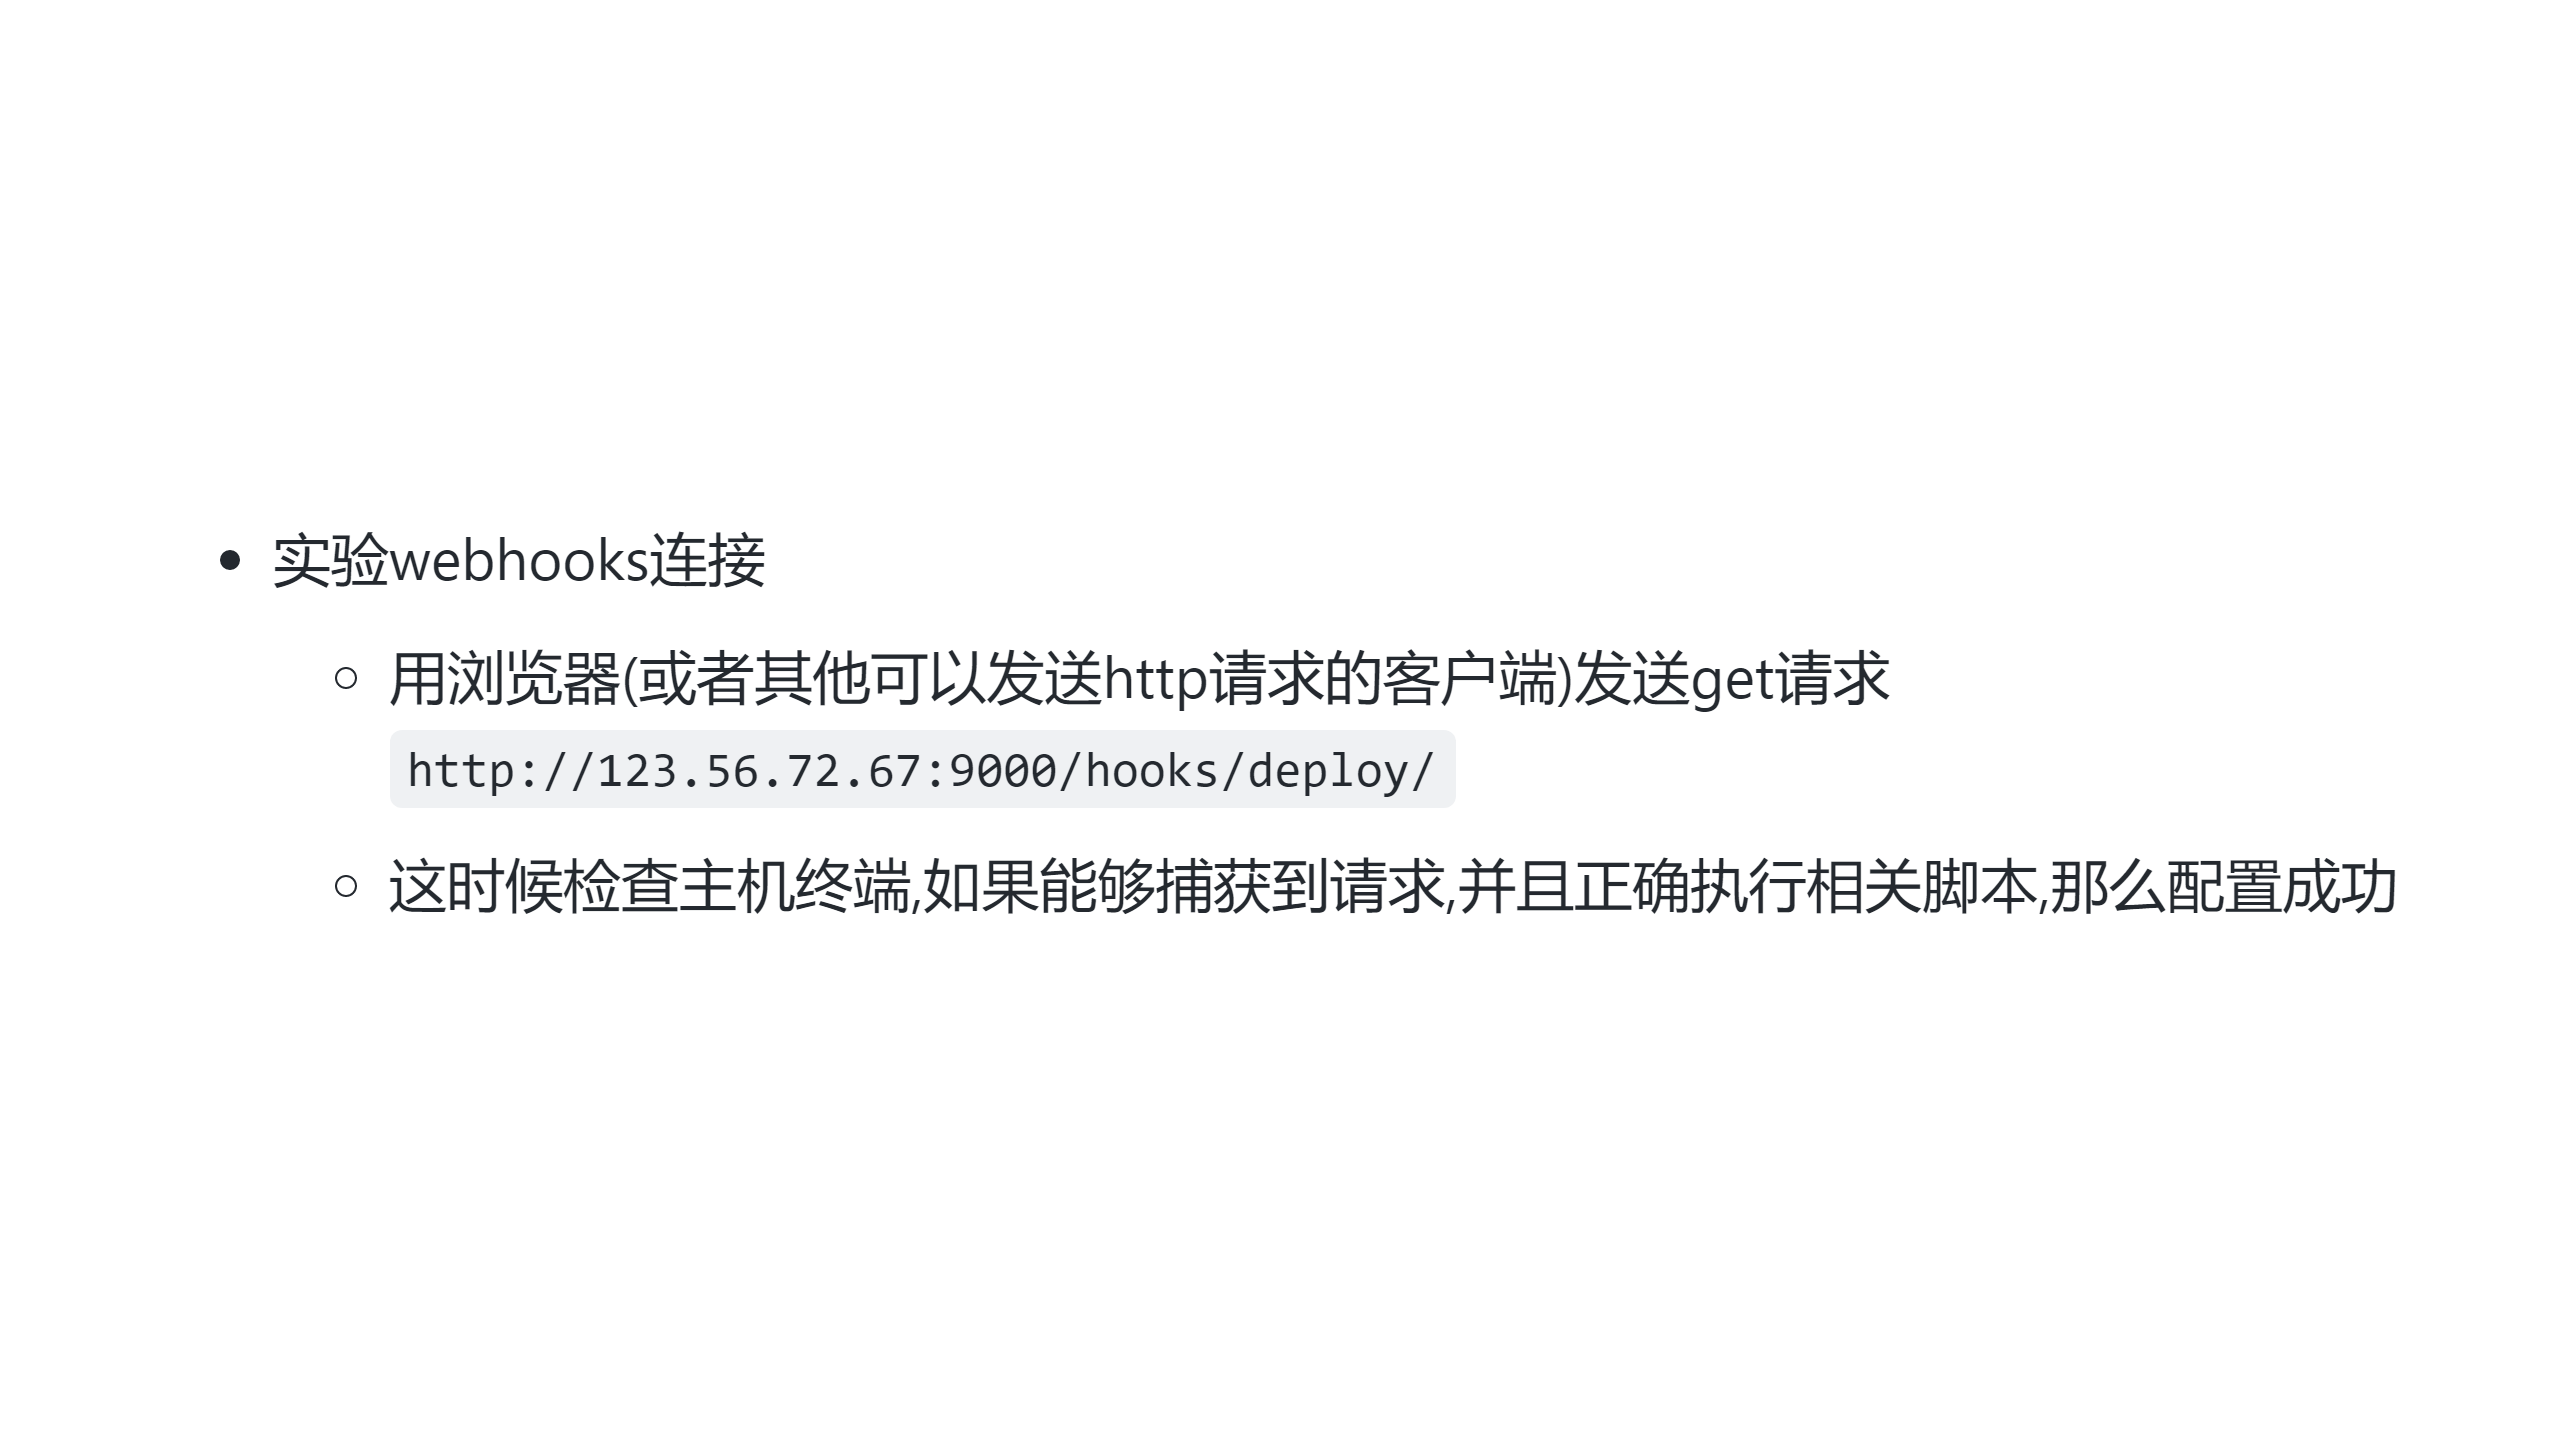 实验webhooks连接
用浏览器(或者其他可以发送http请求的客户端)发送get请求
http://123.56.72.67:9000/hooks/deploy/
这时候检查主机终端,如果能够捕获到请求,并且正确执行相关脚本,那么配置成功